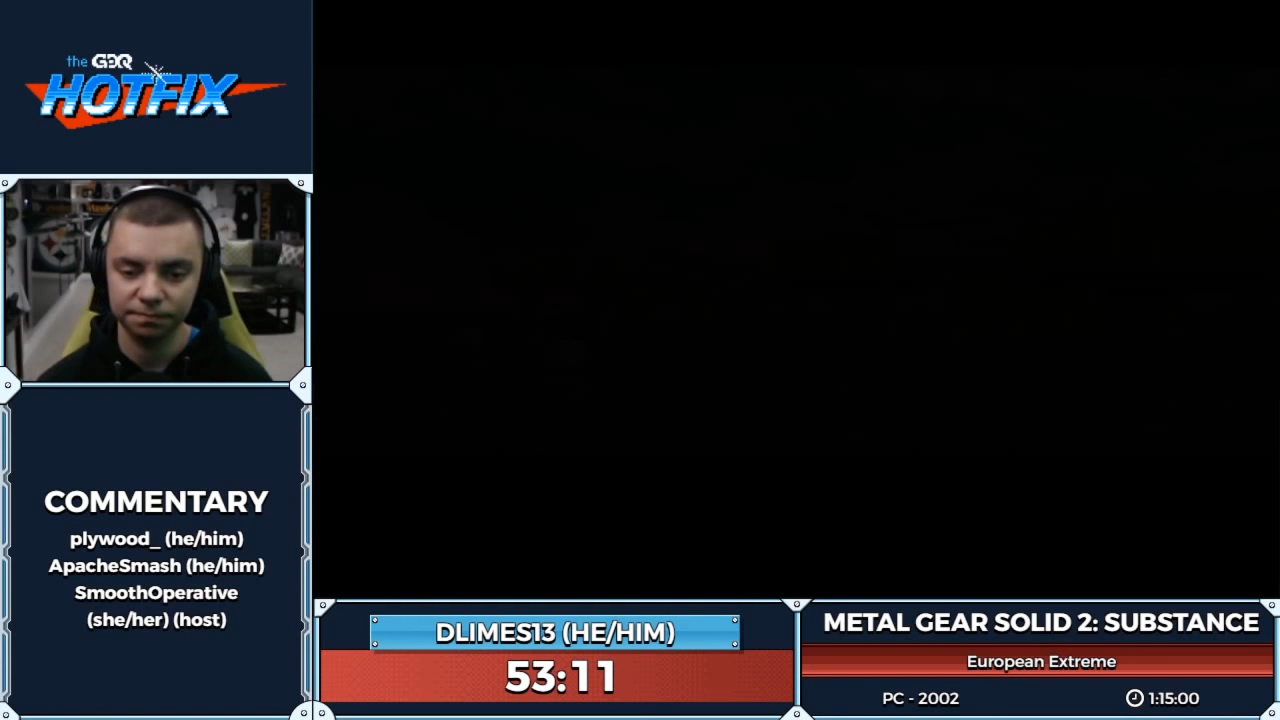 the GDQ
HOTFIX
COMMENTARY
plywood_ (he/him)
ApacheSmash (he/him)
SmoothOperative
(she/her) (host)
DLIMES13 (HE/HIM)
53:11
METAL GEAR SOLID 2: SUBSTANCE
European Extreme
PC - 2002
1:15:00